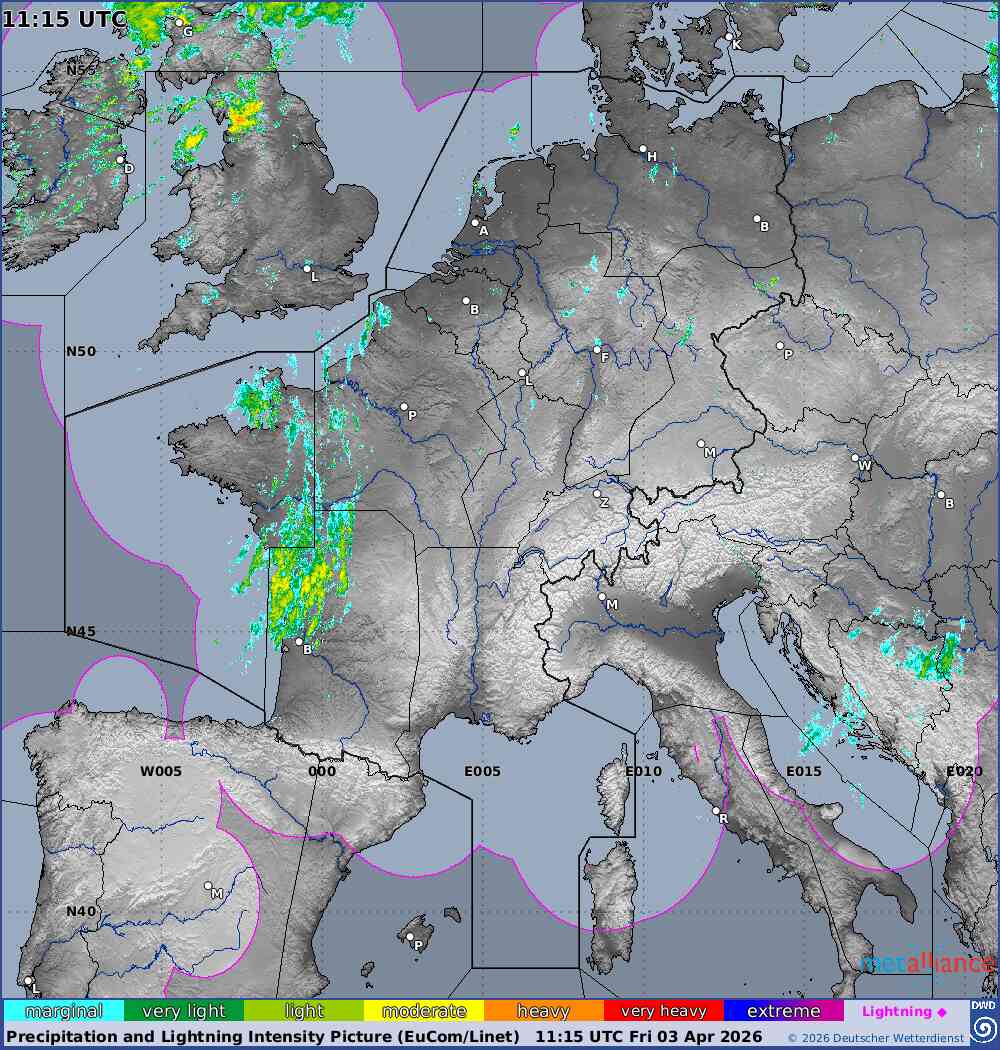 11:15 UTC
G
K
N55
D
H
A
B
L
B
N50
F
P
L
P
M
W
Z
B
M
N45
B
W005
000
E005
E010
E015
E020
R
M
N40
P
metalliance
L
marginal very light light moderate heavy very heavy extreme Lightning ◆
DWD
Precipitation and Lightning Intensity Picture (EuCom/Linet) 11:15 UTC Fri 03 Apr 2026 © 2026 Deutscher Wetterdienst